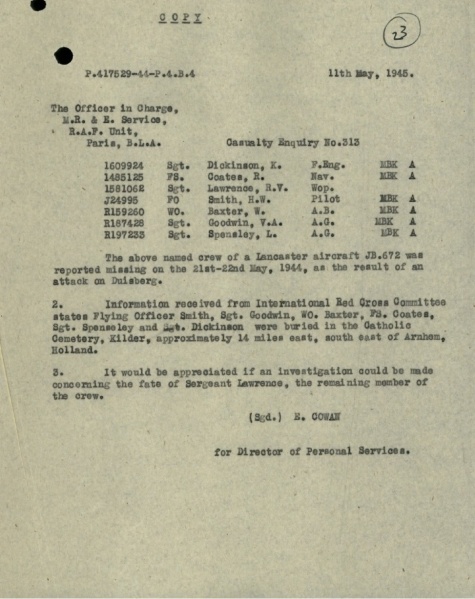 COPY
23
P.417529-44-P.4.B.4 11th May, 1945.
The Officer in Charge,
M.R. & E. Service,
R.A.F. Unit,
Paris, B.L.A. Casualty Enquiry No.313
1609924 Sgt. Dickinson, K. F.Eng. MBK A
1485125 FS. Coates, R. Nav. MBK A
1581062 Sgt. Lawrence, R.V. Wop.
J24995 FO Smith, H.W. Pilot MBK A
R159260 WO. Baxter, W. A.B. MBK A
R187428 Sgt. Goodwin, V.A. A.G. MBK A
R197233 Sgt. Spensley, L. A.G. MBK A
The above named crew of a Lancaster aircraft JB.672 was
reported missing on the 21st-22nd May, 1944, as the result of an
attack on Duisberg.
2. Information received from International Red Cross Committee
states Flying Officer Smith, Sgt. Goodwin, WO. Baxter, FS. Coates,
Sgt. Spenseley and Sgt. Dickinson were buried in the Catholic
Cemetery, Kilder, approximately 14 miles east, south east of Arnhem,
Holland.
3. It would be appreciated if an investigation could be made
concerning the fate of Sergeant Lawrence, the remaining member of
the crew.
(Sgd.) E. COWAN
for Director of Personal Services.